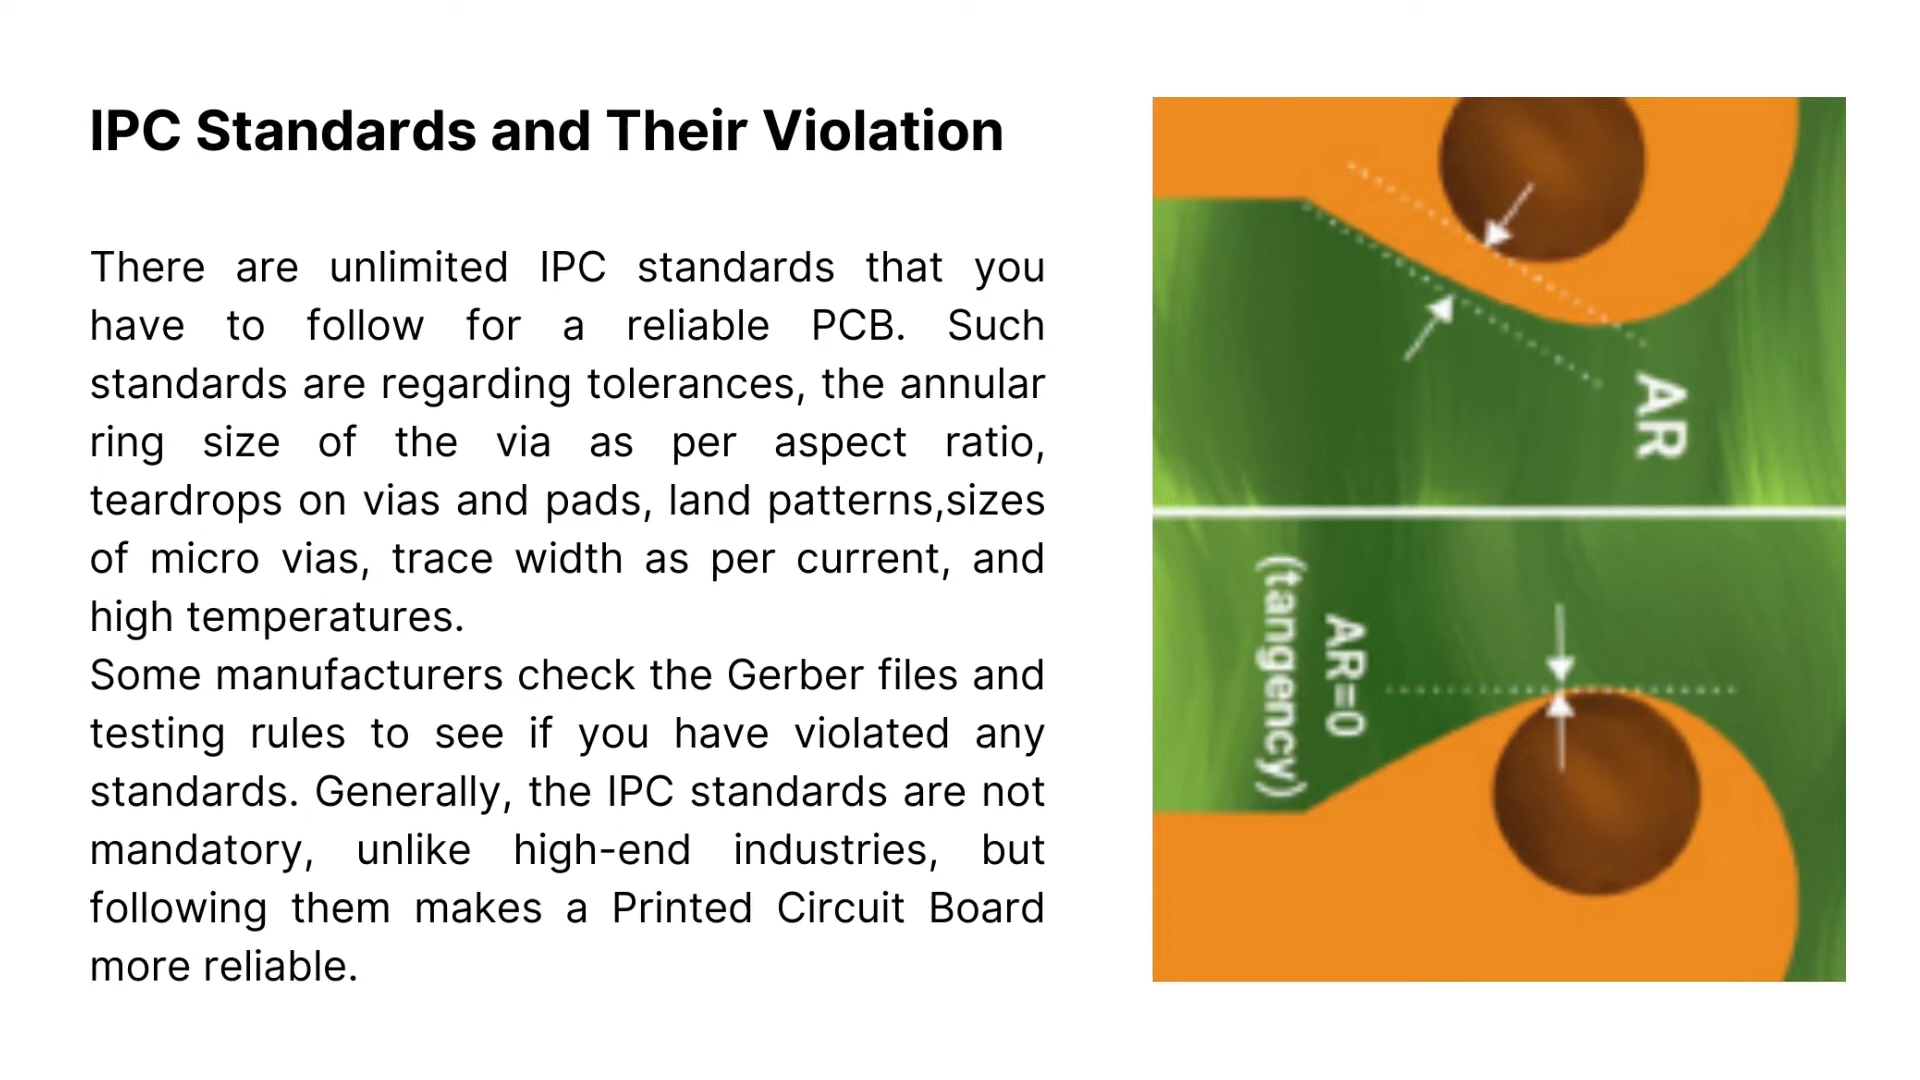 IPC Standards and Their Violation
There are unlimited IPC standards that you
have to follow for a reliable PCB. Such
standards are regarding tolerances, the annular
ring size of the via as per aspect ratio,
teardrops on vias and pads, land patterns,sizes
of micro vias, trace width as per current, and
high temperatures.
Some manufacturers check the Gerber files and
testing rules to see if you have violated any
standards. Generally, the IPC standards are not
mandatory, unlike high-end industries, but
following them makes a Printed Circuit Board
more reliable.
AR
AR=0
(tangency)